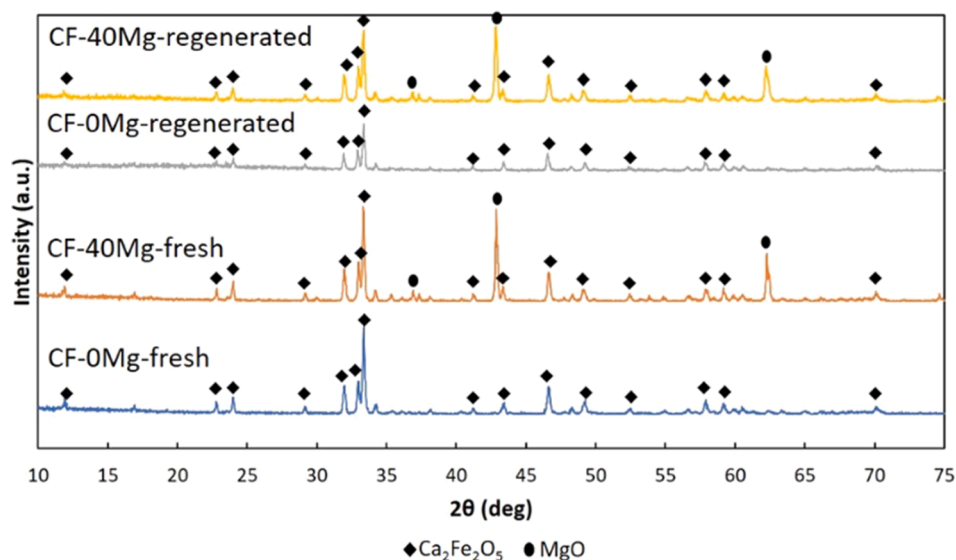 CF-40Mg-regenerated
CF-0Mg-regenerated
CF-40Mg-fresh
CF-0Mg-fresh
Intensity (a.u.)
10 15 20 25 30 35 40 45 50 55 60 65 70 75
2θ (deg)
Ca₂Fe₂O₅ MgO